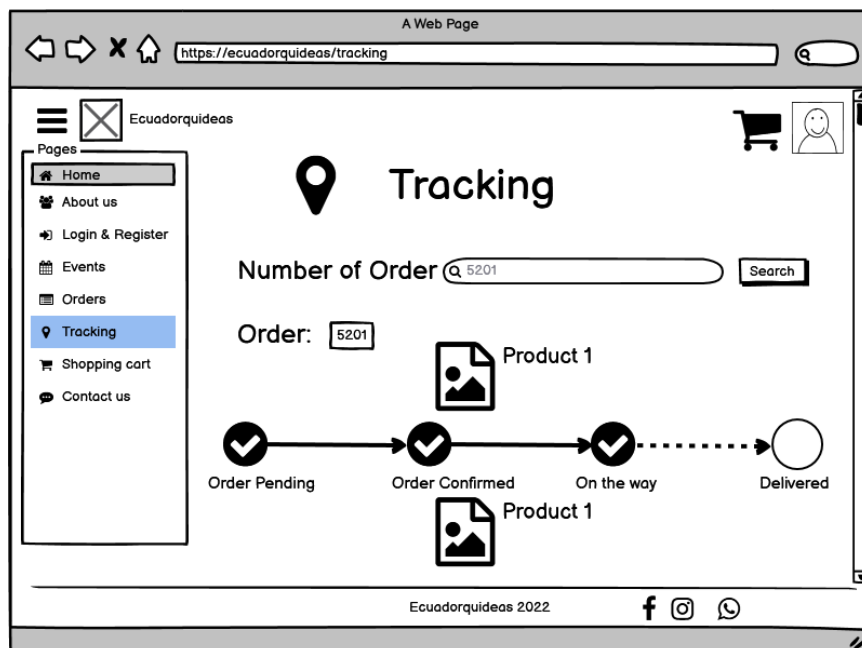 A Web Page
https://ecuadorquideas/tracking
Ecuadorquideas
Pages
Home
About us
Login & Register
Events
Orders
Tracking
Shopping cart
Contact us
Tracking
Number of Order 5201 Search
Order: 5201
Product 1
Order Pending Order Confirmed On the way Delivered
Product 1
Ecuadorquideas 2022